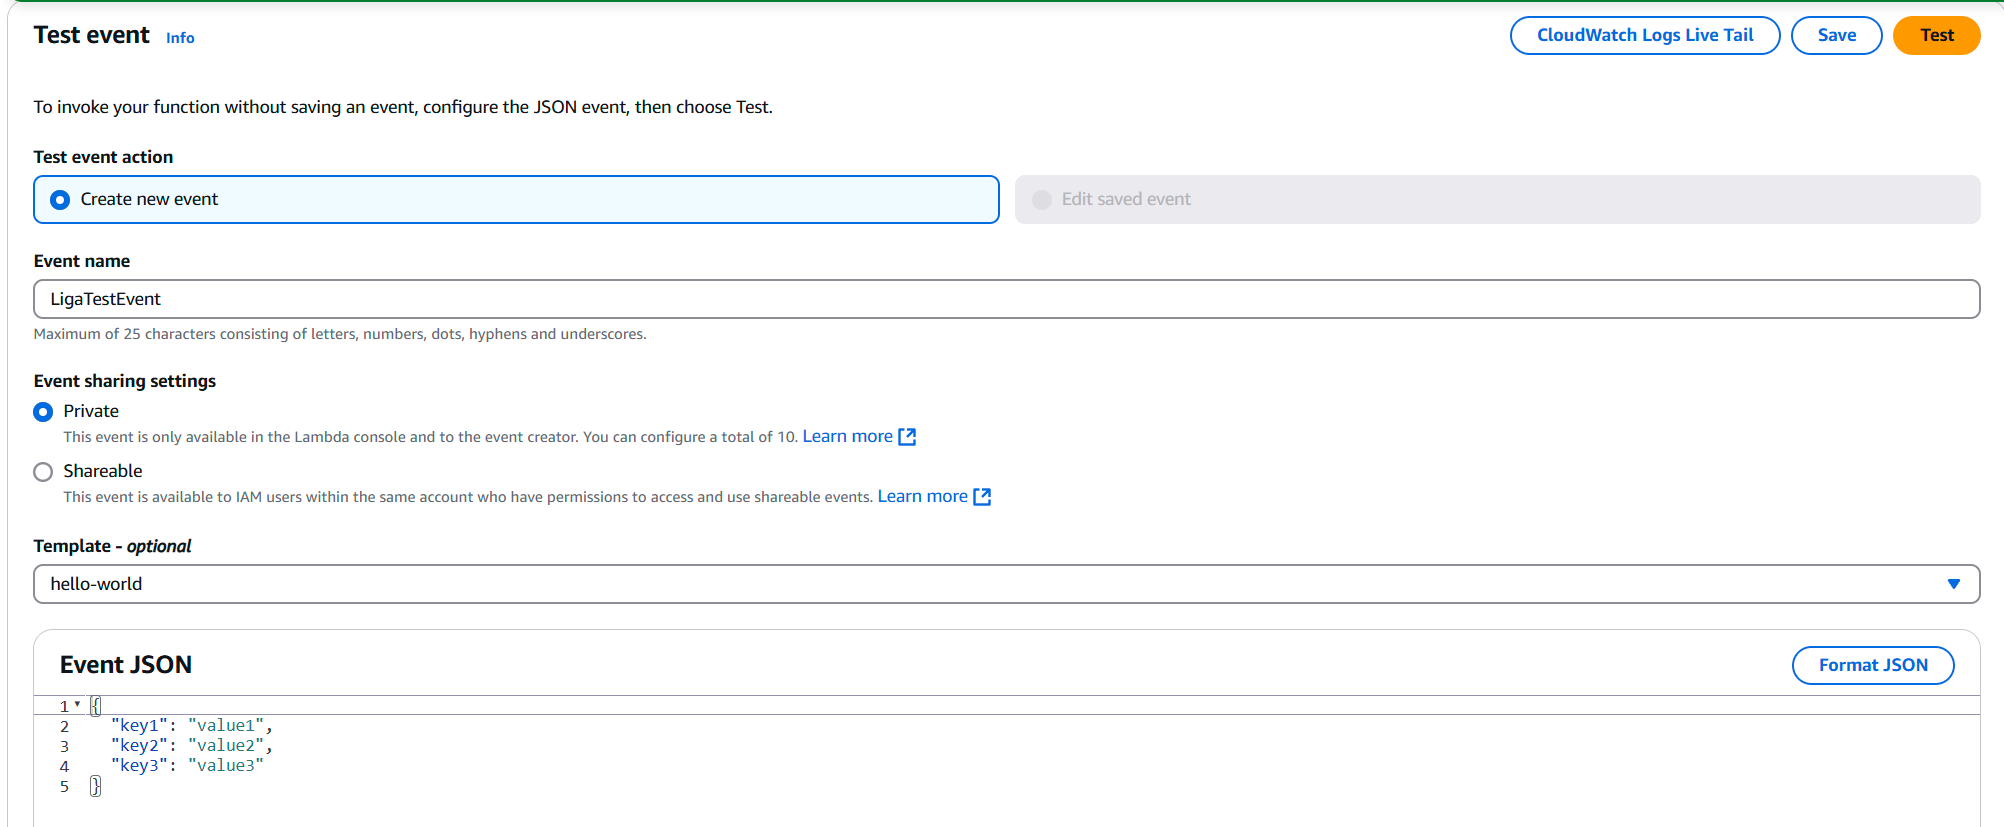 Test event Info
CloudWatch Logs Live Tail
Save
Test
To invoke your function without saving an event, configure the JSON event, then choose Test.
Test event action
Create new event
Edit saved event
Event name
LigaTestEvent
Maximum of 25 characters consisting of letters, numbers, dots, hyphens and underscores.
Event sharing settings
Private
This event is only available in the Lambda console and to the event creator. You can configure a total of 10. Learn more
Shareable
This event is available to IAM users within the same account who have permissions to access and use shareable events. Learn more
Template - optional
hello-world
Event JSON
Format JSON
1 {
2 "key1": "value1",
3 "key2": "value2",
4 "key3": "value3"
5 }